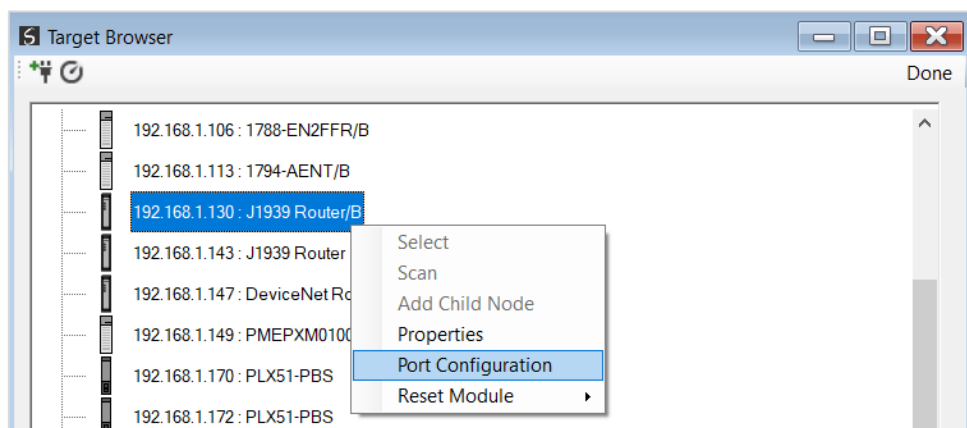 Target Browser
Done
192.168.1.106 : 1788-EN2FFR/B
192.168.1.113 : 1794-AENT/B
192.168.1.130 : J1939 Router/B
192.168.1.143 : J1939 Router
192.168.1.147 : DeviceNet Ro
192.168.1.149 : PMEPXM0100
192.168.1.170 : PLX51-PBS
192.168.1.172 : PLX51-PBS
Select
Scan
Add Child Node
Properties
Port Configuration
Reset Module